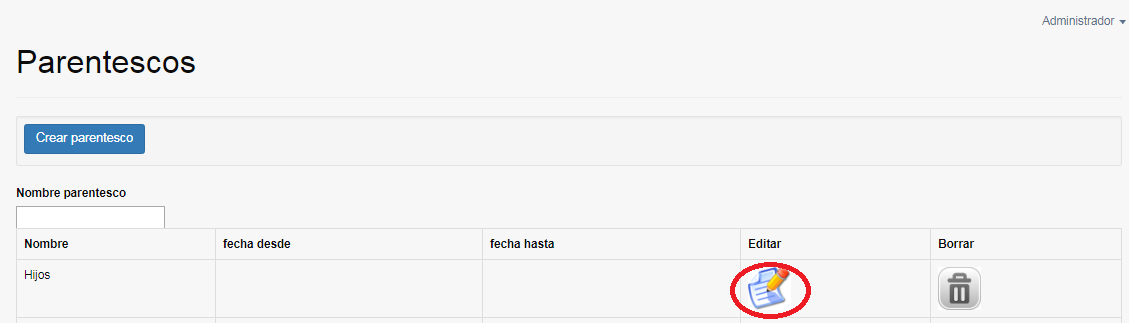 Administrador
Parentescos
Crear parentesco
Nombre parentesco
Nombre fecha desde fecha hasta Editar Borrar
Hijos